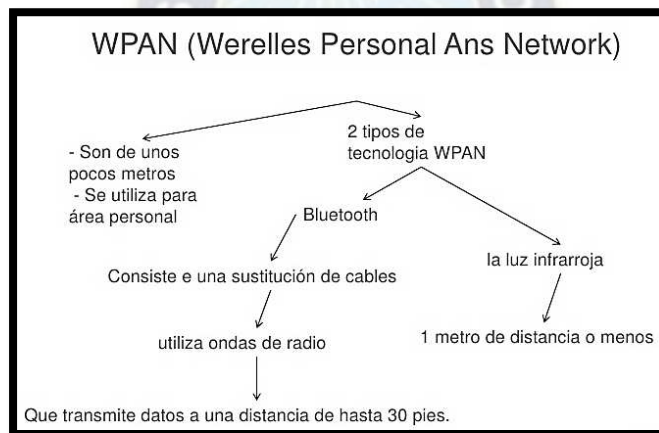 WPAN (Werelles Personal Ans Network)
- Son de unos
pocos metros
- Se utiliza para
área personal
2 tipos de
tecnologia WPAN
Bluetooth
la luz infrarroja
Consiste e una sustitución de cables
1 metro de distancia o menos
utiliza ondas de radio
Que transmite datos a una distancia de hasta 30 pies.